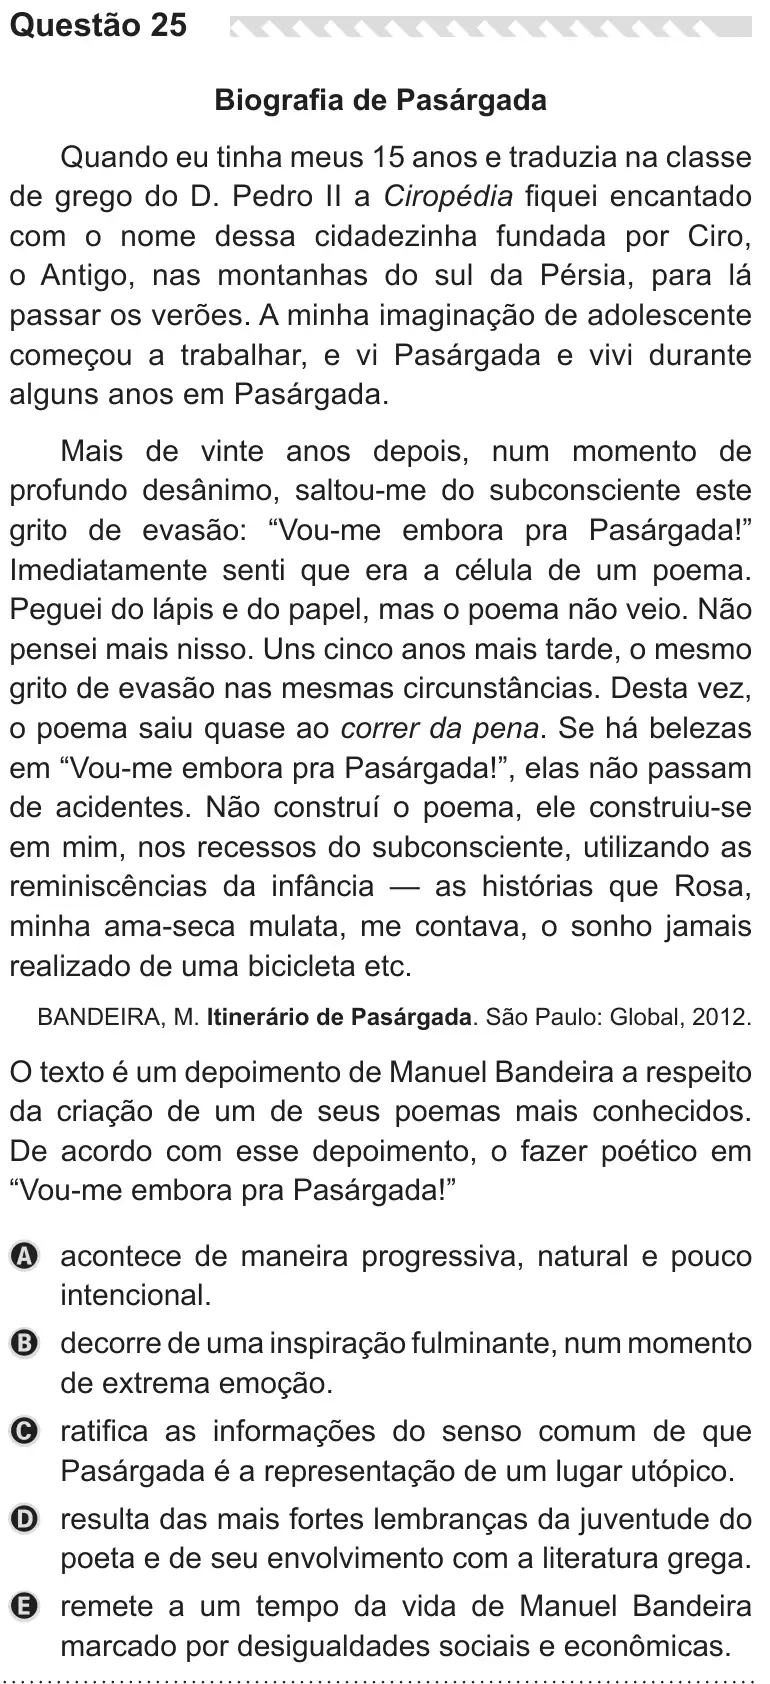 Questão 25
Biografia de Pasárgada
Quando eu tinha meus 15 anos e traduzia na classe
de grego do D. Pedro II a Ciropédia fiquei encantado
com o nome dessa cidadezinha fundada por Ciro,
o Antigo, nas montanhas do sul da Pérsia, para lá
passar os verões. A minha imaginação de adolescente
começou a trabalhar, e vi Pasárgada e vivi durante
alguns anos em Pasárgada.
Mais de vinte anos depois, num momento de
profundo desânimo, saltou-me do subconsciente este
grito de evasão: “Vou-me embora pra Pasárgada!”
Imediatamente senti que era a célula de um poema.
Peguei do lápis e do papel, mas o poema não veio. Não
pensei mais nisso. Uns cinco anos mais tarde, o mesmo
grito de evasão nas mesmas circunstâncias. Desta vez,
o poema saiu quase ao correr da pena. Se há belezas
em “Vou-me embora pra Pasárgada!”, elas não passam
de acidentes. Não construí o poema, ele construiu-se
em mim, nos recessos do subconsciente, utilizando as
reminiscências da infância — as histórias que Rosa,
minha ama-seca mulata, me contava, o sonho jamais
realizado de uma bicicleta etc.
BANDEIRA, M. Itinerário de Pasárgada. São Paulo: Global, 2012.
O texto é um depoimento de Manuel Bandeira a respeito
da criação de um de seus poemas mais conhecidos.
De acordo com esse depoimento, o fazer poético em
“Vou-me embora pra Pasárgada!”
A acontece de maneira progressiva, natural e pouco
intencional.
B decorre de uma inspiração fulminante, num momento
de extrema emoção.
C ratifica as informações do senso comum de que
Pasárgada é a representação de um lugar utópico.
D resulta das mais fortes lembranças da juventude do
poeta e de seu envolvimento com a literatura grega.
E remete a um tempo da vida de Manuel Bandeira
marcado por desigualdades sociais e econômicas.